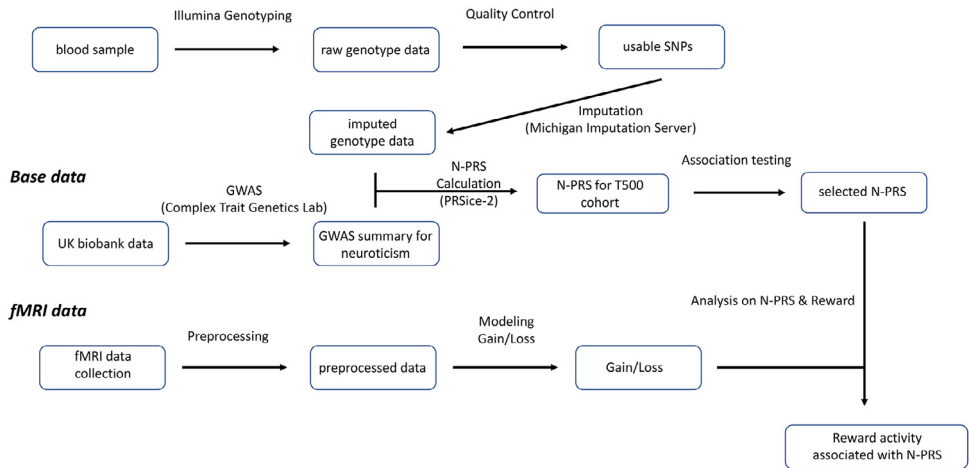 Illumina Genotyping
Quality Control
blood sample
raw genotype data
usable SNPs
imputed
genotype data
Imputation
(Michigan Imputation Server)
Base data
GWAS
(Complex Trait Genetics Lab)
N-PRS
Calculation
(PRSice-2)
Association testing
N-PRS for T500
cohort
selected N-PRS
UK biobank data
GWAS summary for
neuroticism
Analysis on N-PRS & Reward
fMRI data
Preprocessing
Modeling
Gain/Loss
fMRI data
collection
preprocessed data
Gain/Loss
Reward activity
associated with N-PRS